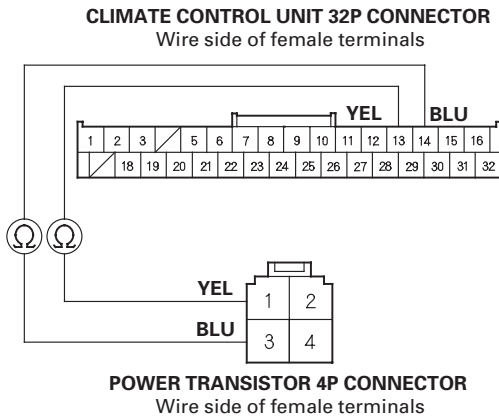 CLIMATE CONTROL UNIT 32P CONNECTOR
Wire side of female terminals
YEL BLU
1 2 3 5 6 7 8 9 10 11 12 13 14 15 16
18 19 20 21 22 23 24 25 26 27 28 29 30 31 32
Ω Ω
YEL 1 2
BLU 3 4
POWER TRANSISTOR 4P CONNECTOR
Wire side of female terminals